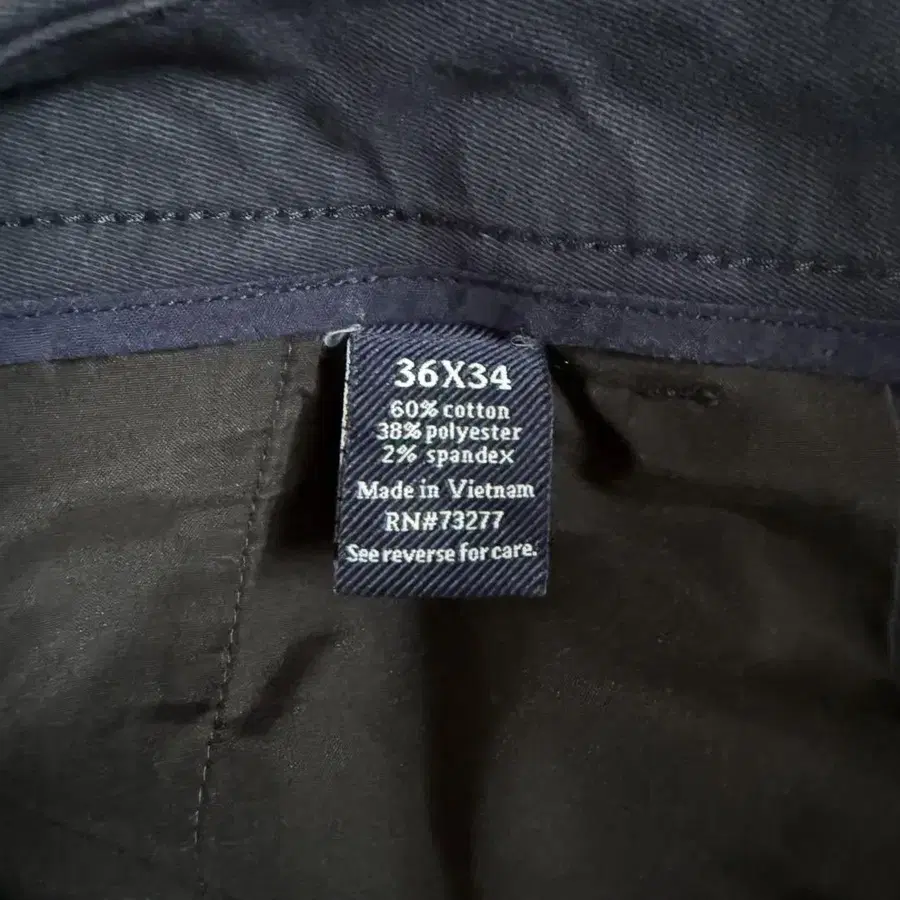 36X34
60% cotton
38% polyester
2% spandex
Made in Vietnam
RN#73277
See reverse for care.